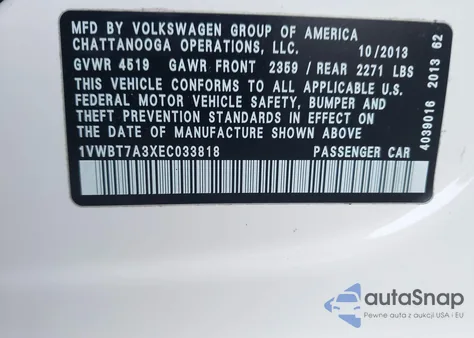 MFD BY VOLKSWAGEN GROUP OF AMERICA
CHATTANOOGA OPERATIONS, LLC. 10/2013
GVWR 4519 GAWR FRONT 2359 / REAR 2271 LBS
THIS VEHICLE CONFORMS TO ALL APPLICABLE U.S.
FEDERAL MOTOR VEHICLE SAFETY, BUMPER AND
THEFT PREVENTION STANDARDS IN EFFECT ON THE
DATE OF MANUFACTURE SHOWN ABOVE.
1VWBT7A3XEC033818 PASSENGER CAR
4039016 2013 62
autoSnap
Pewne auta z aukcji USA i EU